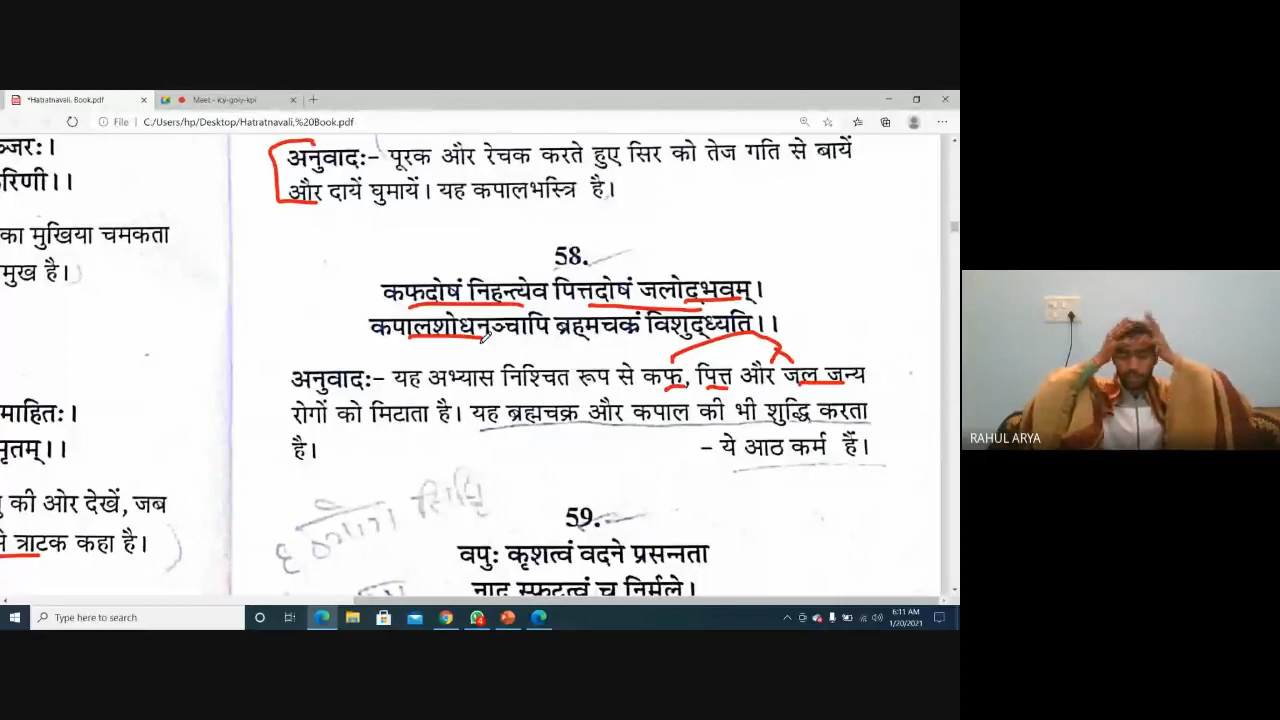 *Hatratnavali, Book.pdf
Meet - icy-goiy-kpi
File
C:/Users/hp/Desktop/Hatratnavali,%20Book.pdf
ञ्जरः।
रिणी।।
का मुखिया चमकता
मुख है।
माहितः।
मृतम्।।
की ओर देखें, जब
त्राटक कहा है।
अनुवादः- पूरक और रेचक करते हुए सिर को तेज गति से बायें
और दायें घुमायें। यह कपालभस्त्रि है।
58.
कफदोषं निहन्त्येव पित्तदोषं जलोद्भवम्।
कपालशोधनञ्चापि ब्रह्मचक्रं विशुद्ध्यति।।
अनुवादः- यह अभ्यास निश्चित रूप से कफ, पित्त और जल जन्य
रोगों को मिटाता है। यह ब्रह्मचक्र और कपाल की भी शुद्धि करता
है।
- ये आठ कर्म हैं।
59.
वपुः कृशत्वं वदने प्रसन्नता
नाद स्फुटत्वं च निर्मले।
Type here to search
6:11 AM
1/20/2021
RAHUL ARYA